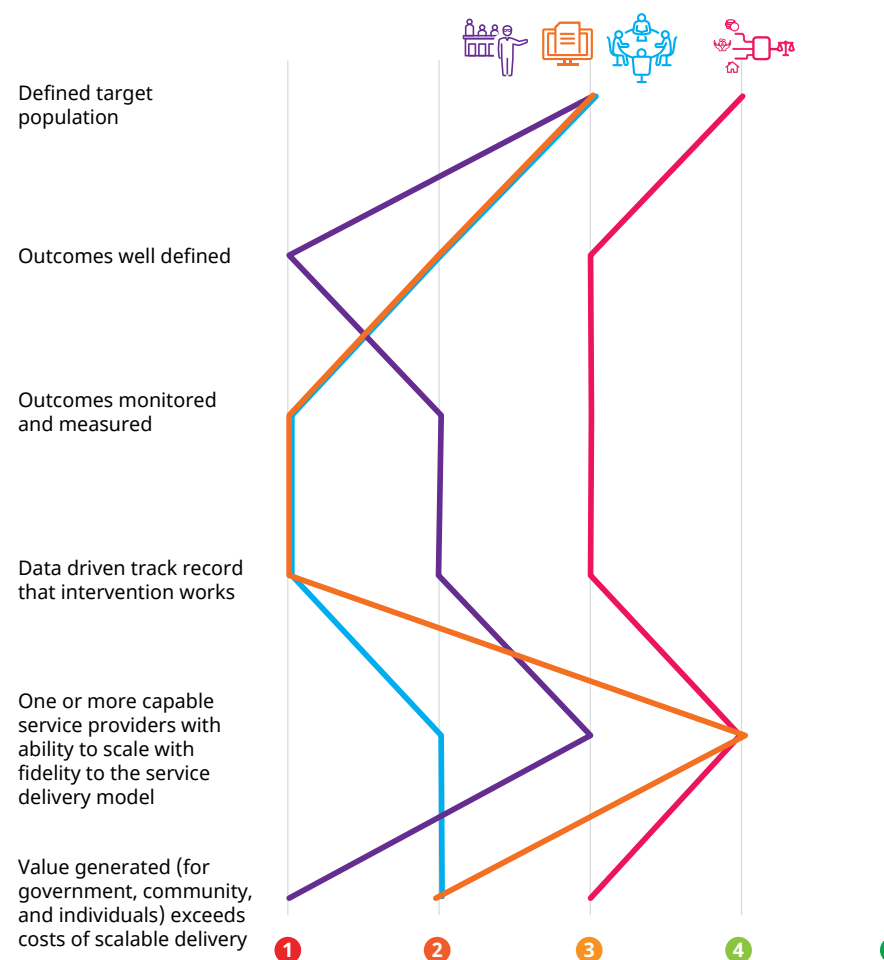 Defined target
population
Outcomes well defined
Outcomes monitored
and measured
Data driven track record
that intervention works
One or more capable
service providers with
ability to scale with
fidelity to the service
delivery model
Value generated (for
government, community,
and individuals) exceeds
costs of scalable delivery
1 2 3 4